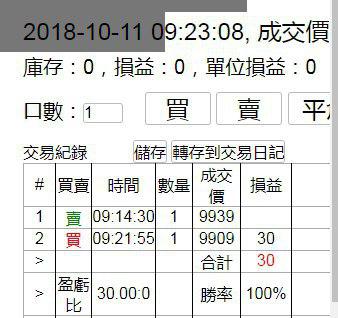 2018-10-11 09:23:08, 成交價
庫存：0，損益：0，單位損益：0
口數： 1 買 賣
交易紀錄 儲存 轉存到交易日記
# 買賣 時間 數量 成交價 損益
1 賣 09:14:30 1 9939
2 買 09:21:55 1 9909 30
> 合計 30
> 盈虧比 30.00:0 勝率 100%